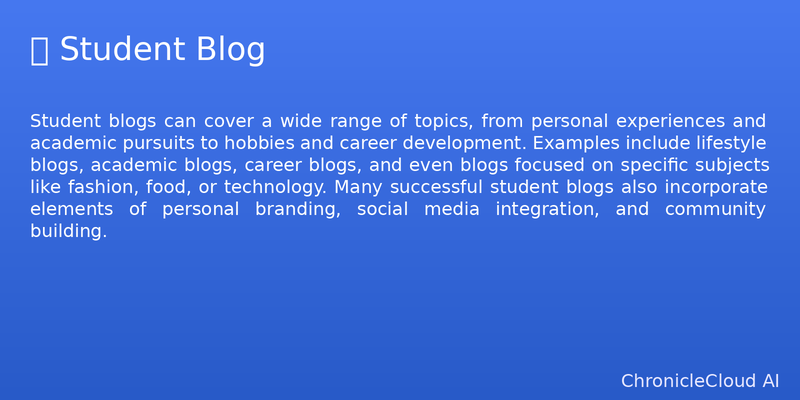 Student Blog
Student blogs can cover a wide range of topics, from personal experiences and
academic pursuits to hobbies and career development. Examples include lifestyle
blogs, academic blogs, career blogs, and even blogs focused on specific subjects
like fashion, food, or technology. Many successful student blogs also incorporate
elements of personal branding, social media integration, and community
building.
ChronicleCloud AI